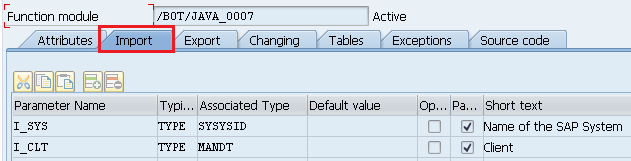 Function module /BOT/JAVA_0007 Active
Attributes Import Export Changing Tables Exceptions Source code
Parameter Name Typi... Associated Type Default value Op... Pa... Short text
I_SYS TYPE SYSYSID Name of the SAP System
I_CLT TYPE MANDT Client